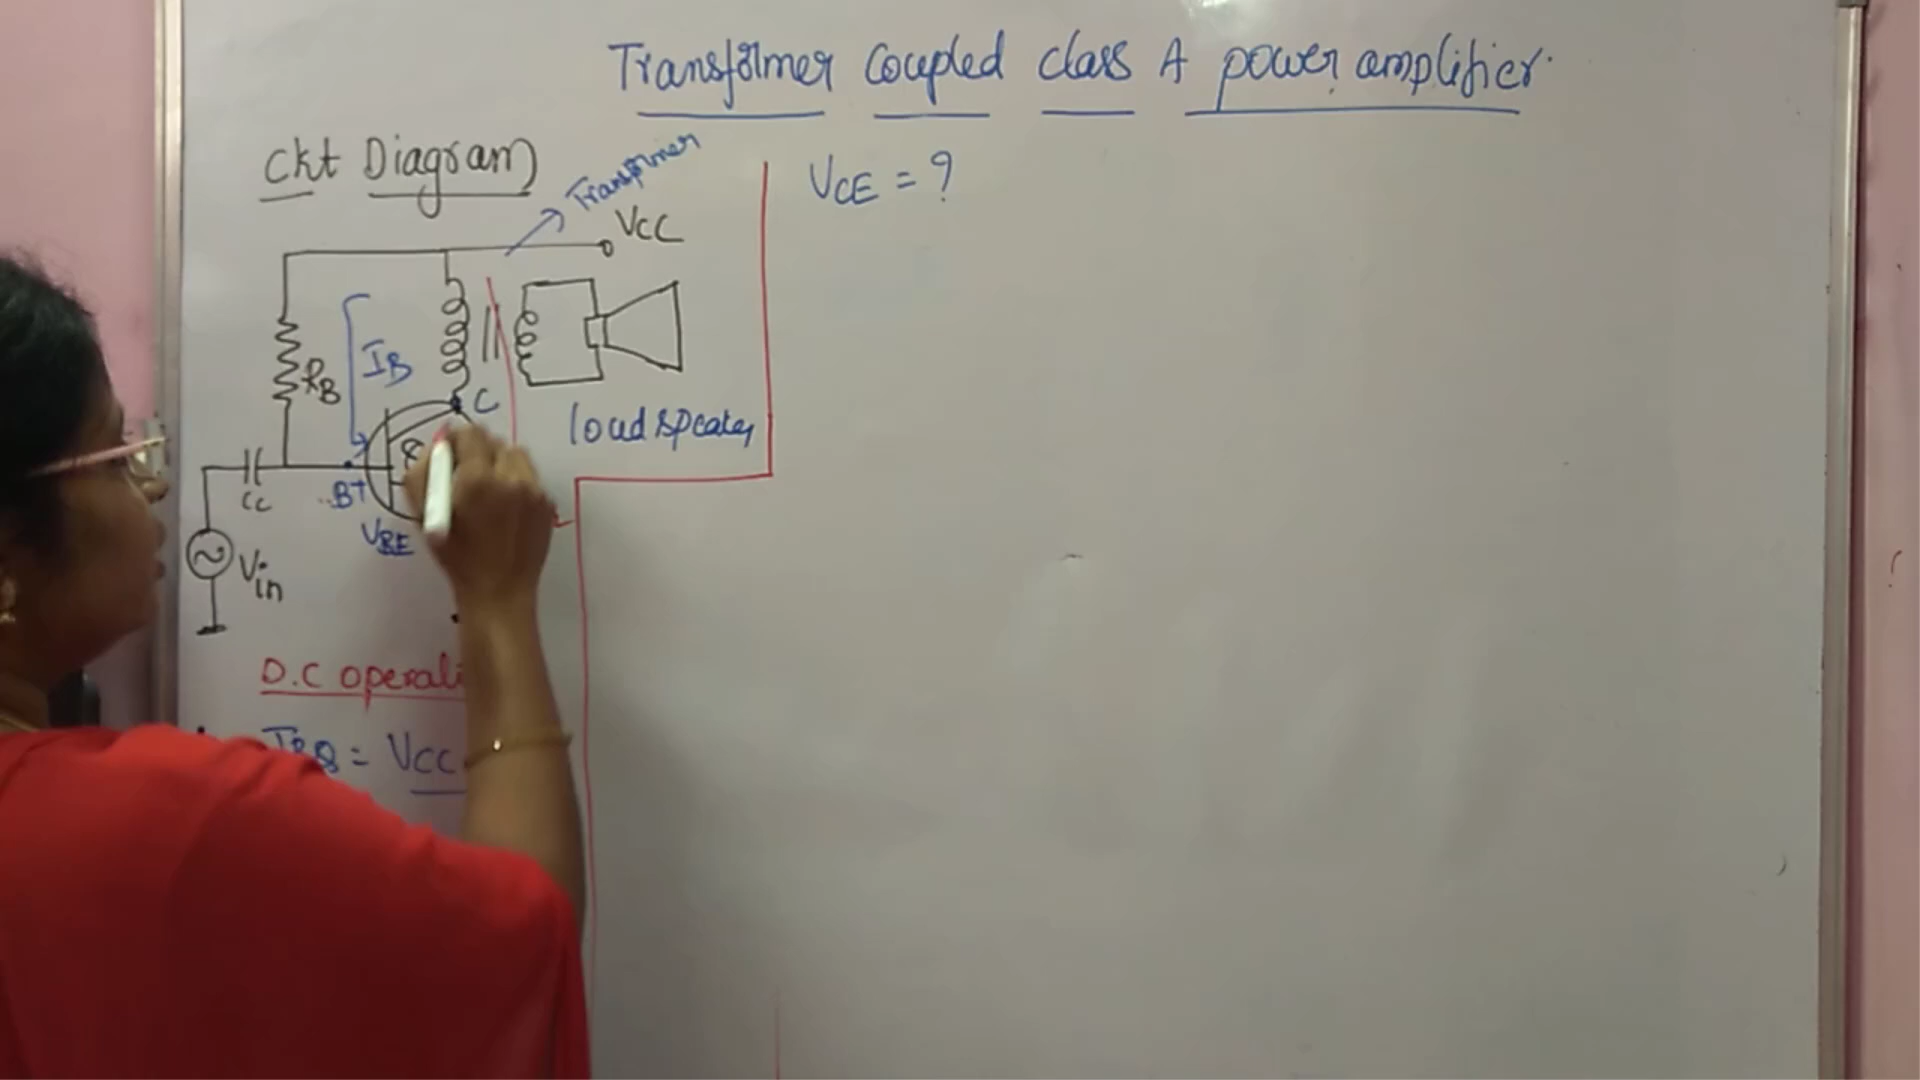 Transformer Coupled class A power amplifier.
Ckt Diagram
Transformer
VCE = ?
VCC
RB
IB
C
loud speaker
CC
B+
VBE
Vin
D.C operati
IBQ = VCC